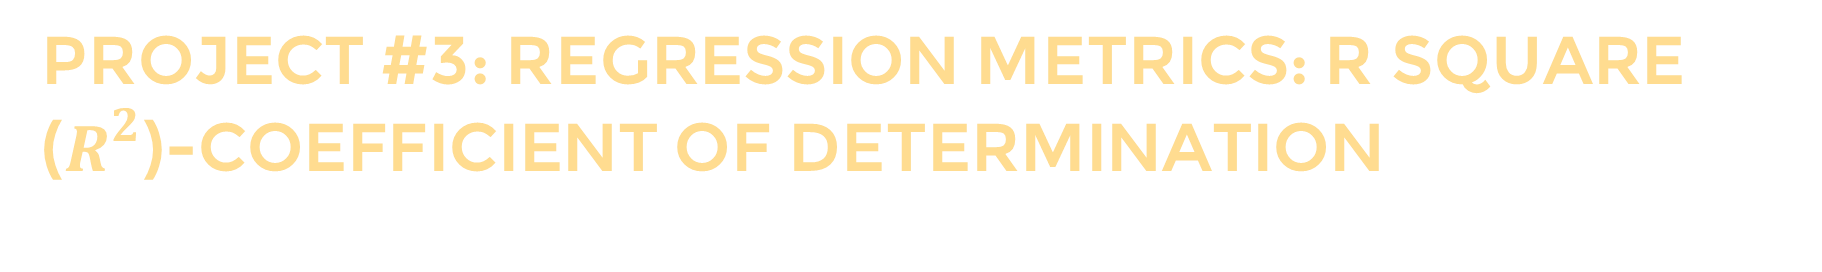 PROJECT #3: REGRESSION METRICS: R SQUARE
(𝑹²)-COEFFICIENT OF DETERMINATION